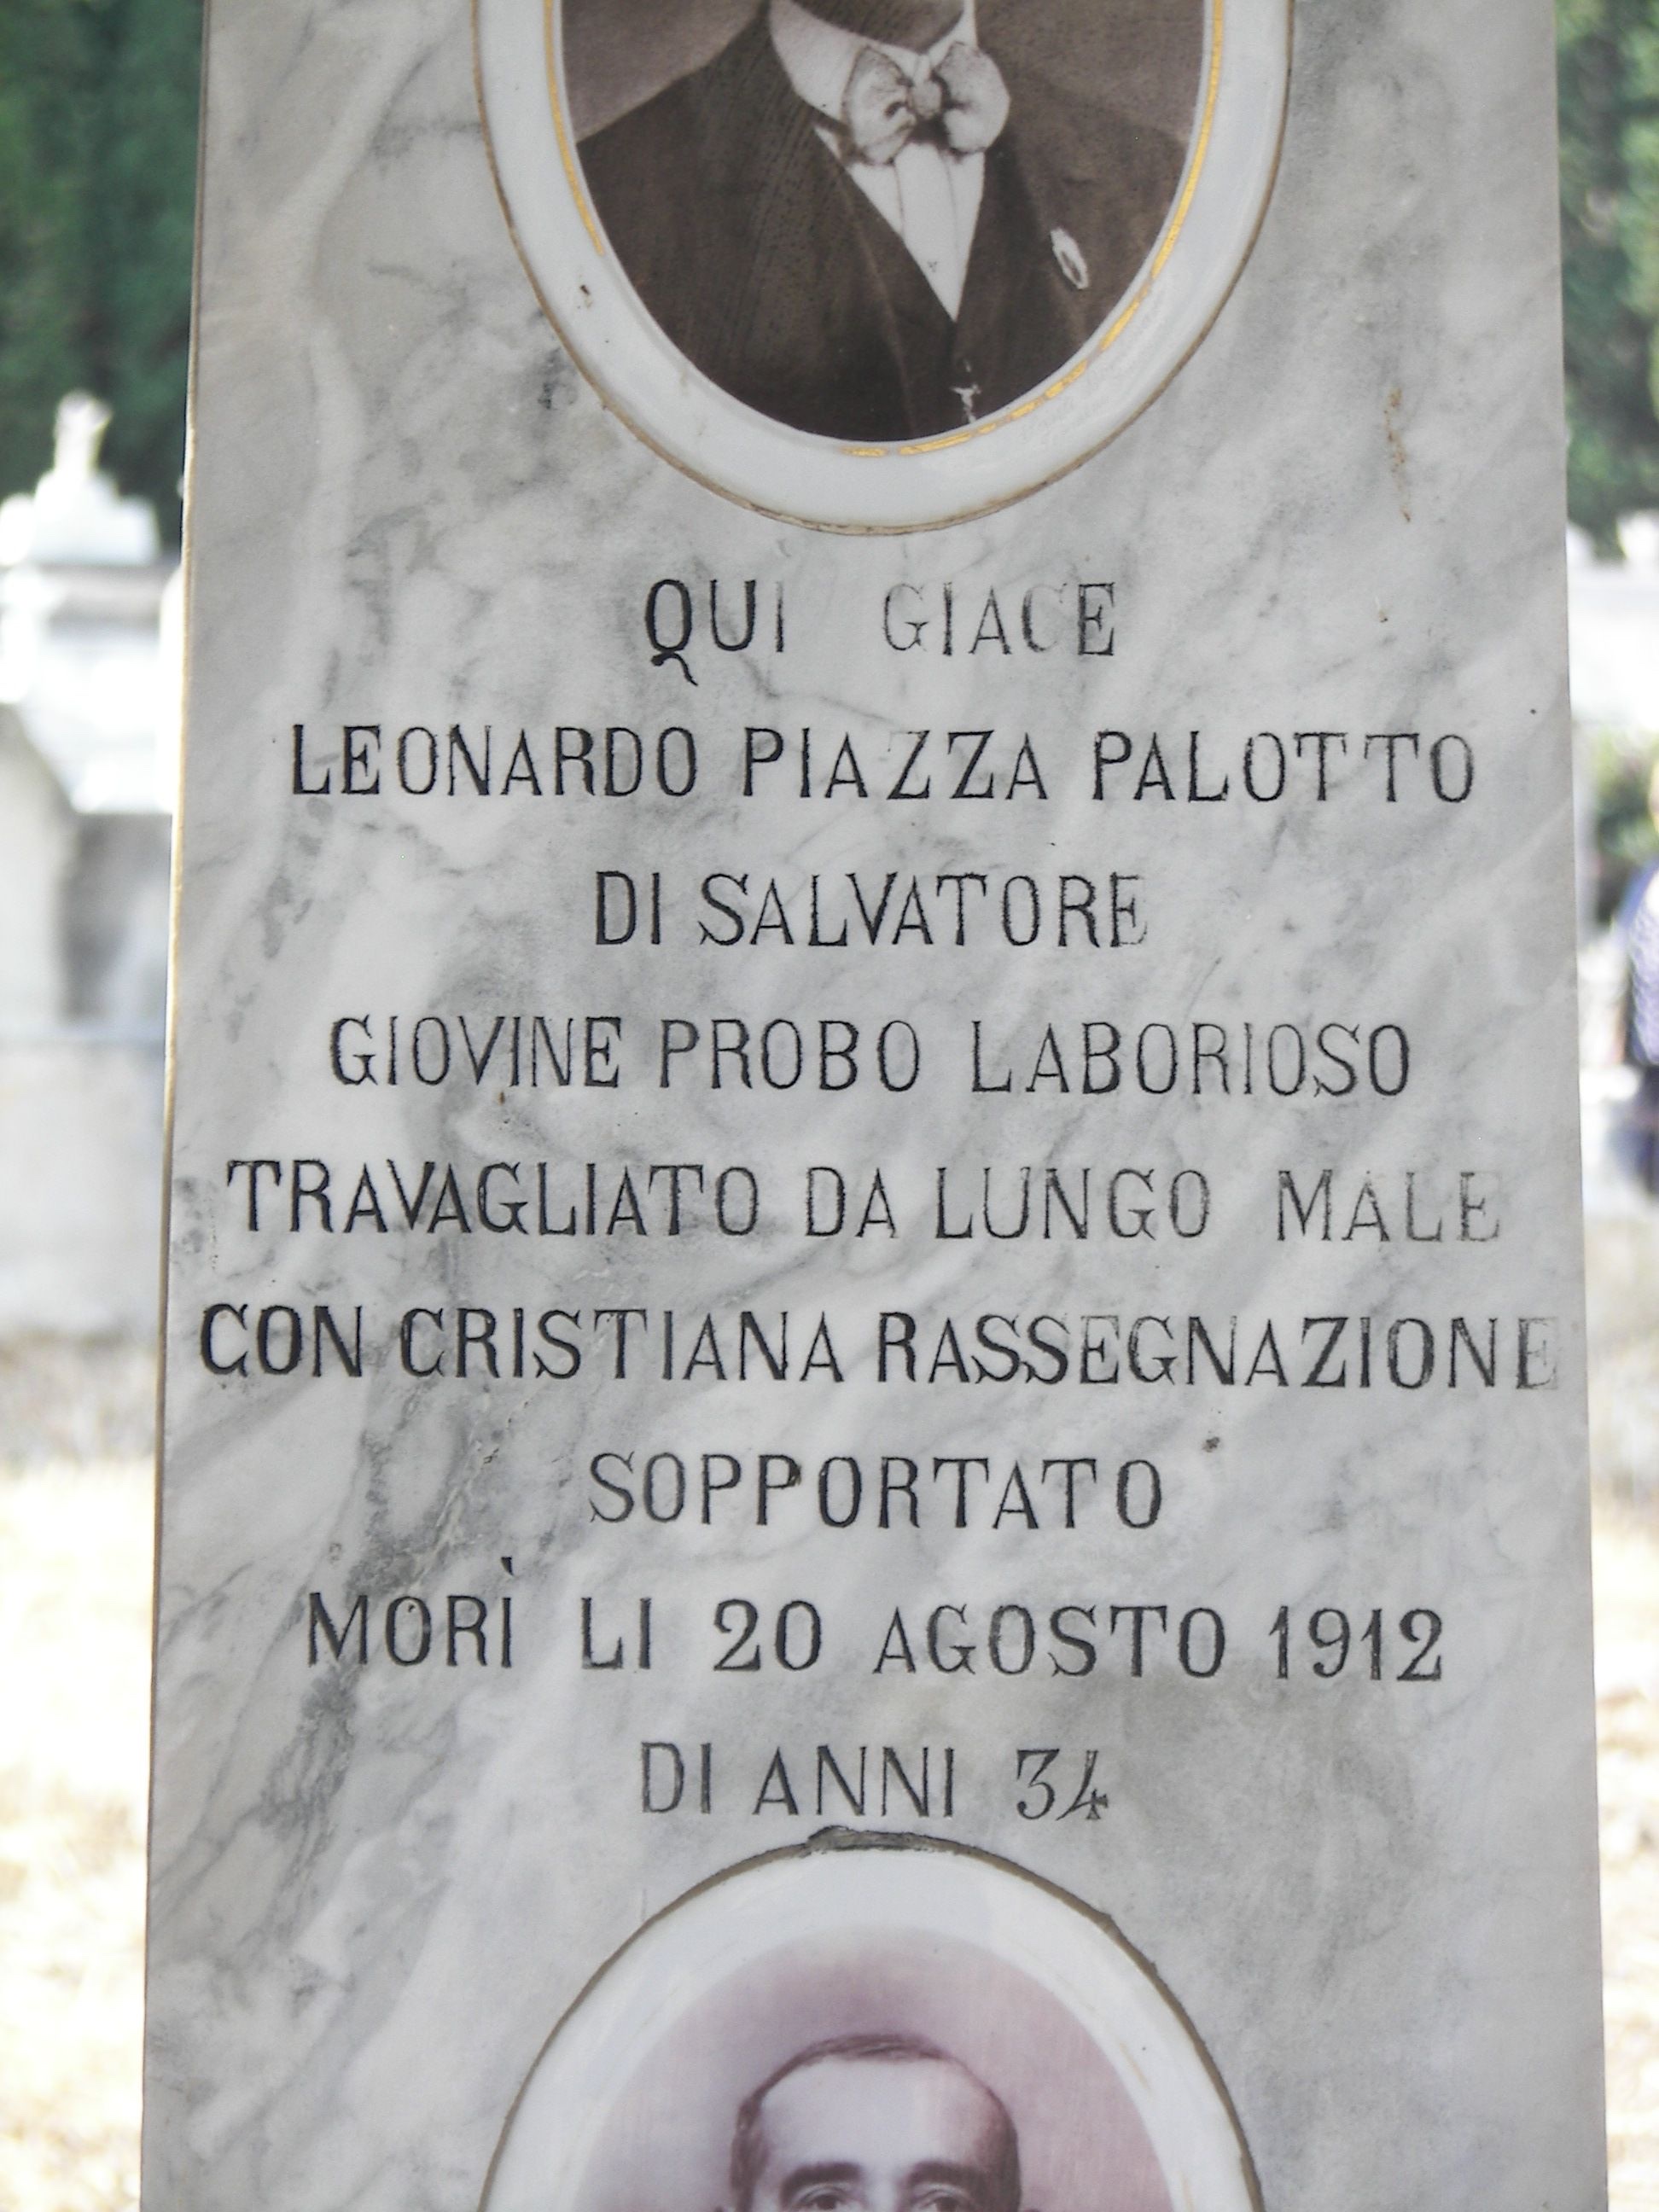 QUI GIACE
LEONARDO PIAZZA PALOTTO
DI SALVATORE
GIOVINE PROBO LABORIOSO
TRAVAGLIATO DA LUNGO MALE
CON CRISTIANA RASSEGNAZIONE
SOPPORTATO
MORÌ LI 20 AGOSTO 1912
DI ANNI 34